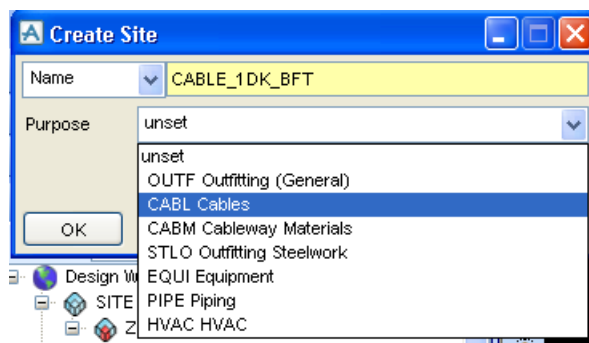 Create Site
Name CABLE_1DK_BFT
Purpose unset
unset
OUTF Outfitting (General)
CABL Cables
CABM Cableway Materials
OK
STLO Outfitting Steelwork
Design
EQUI Equipment
SITE
PIPE Piping
Z
HVAC HVAC